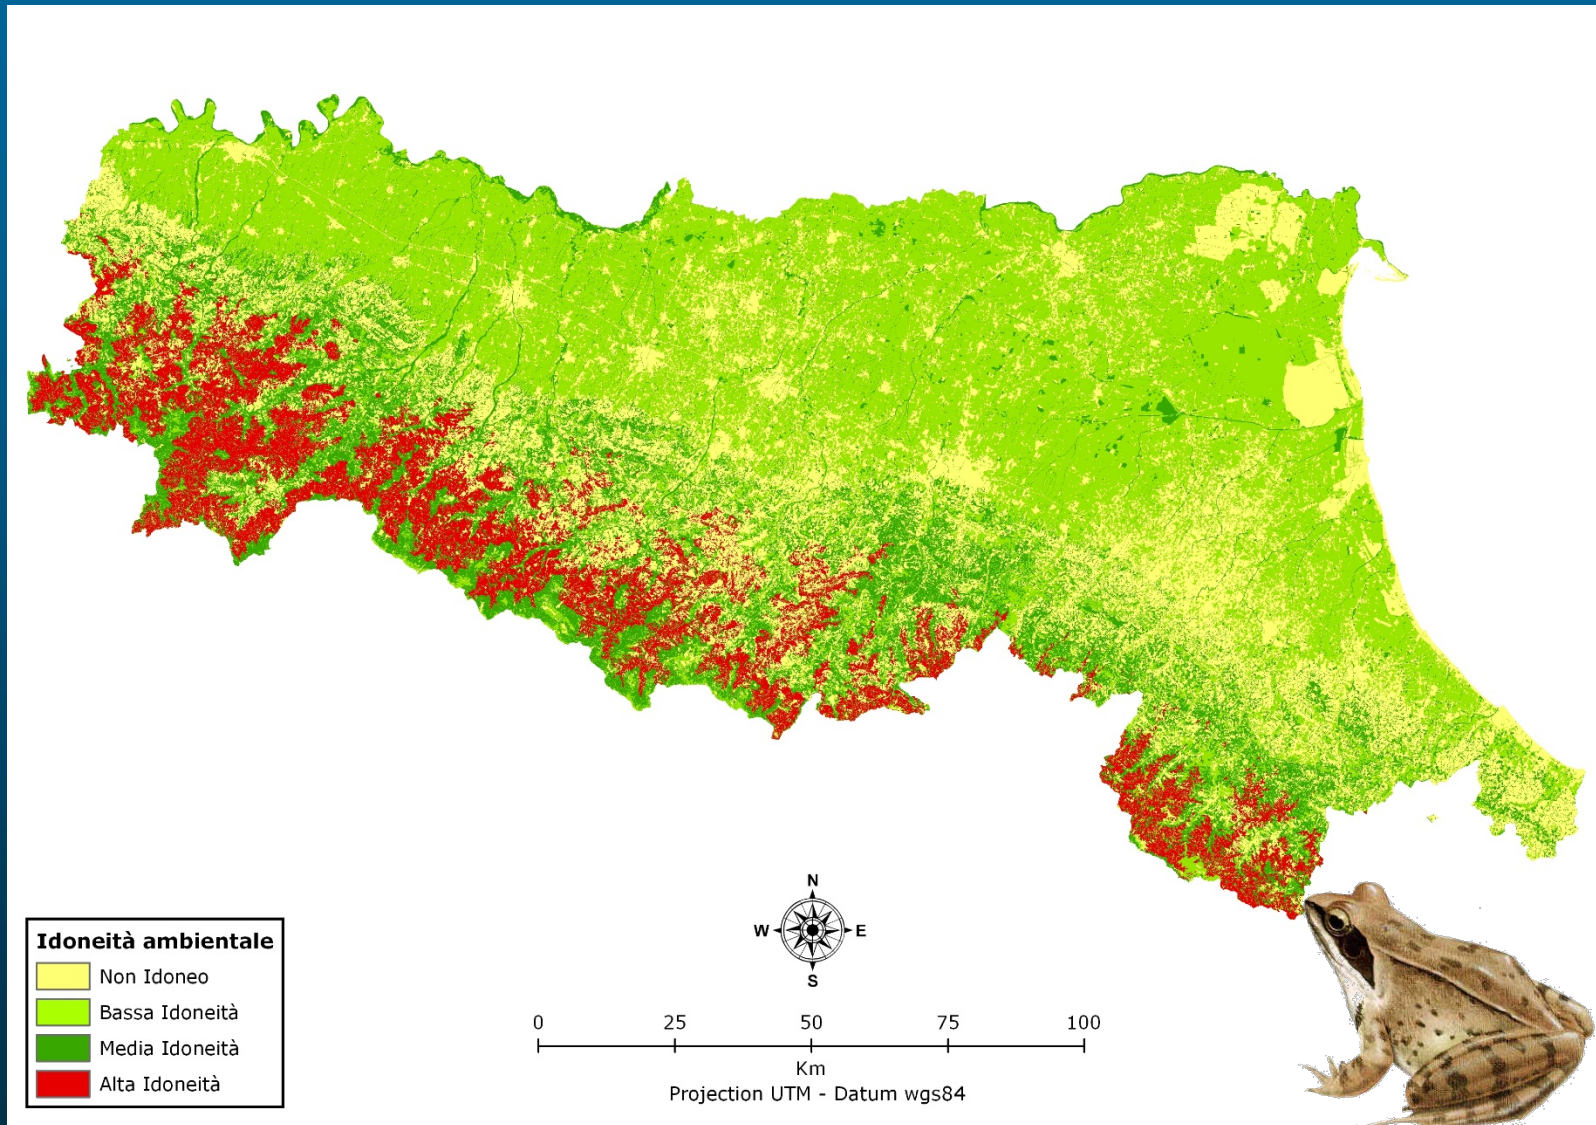 Idoneità ambientale
Non Idoneo
Bassa Idoneità
Media Idoneità
Alta Idoneità
N
W E
S
0 25 50 75 100
Km
Projection UTM - Datum wgs84